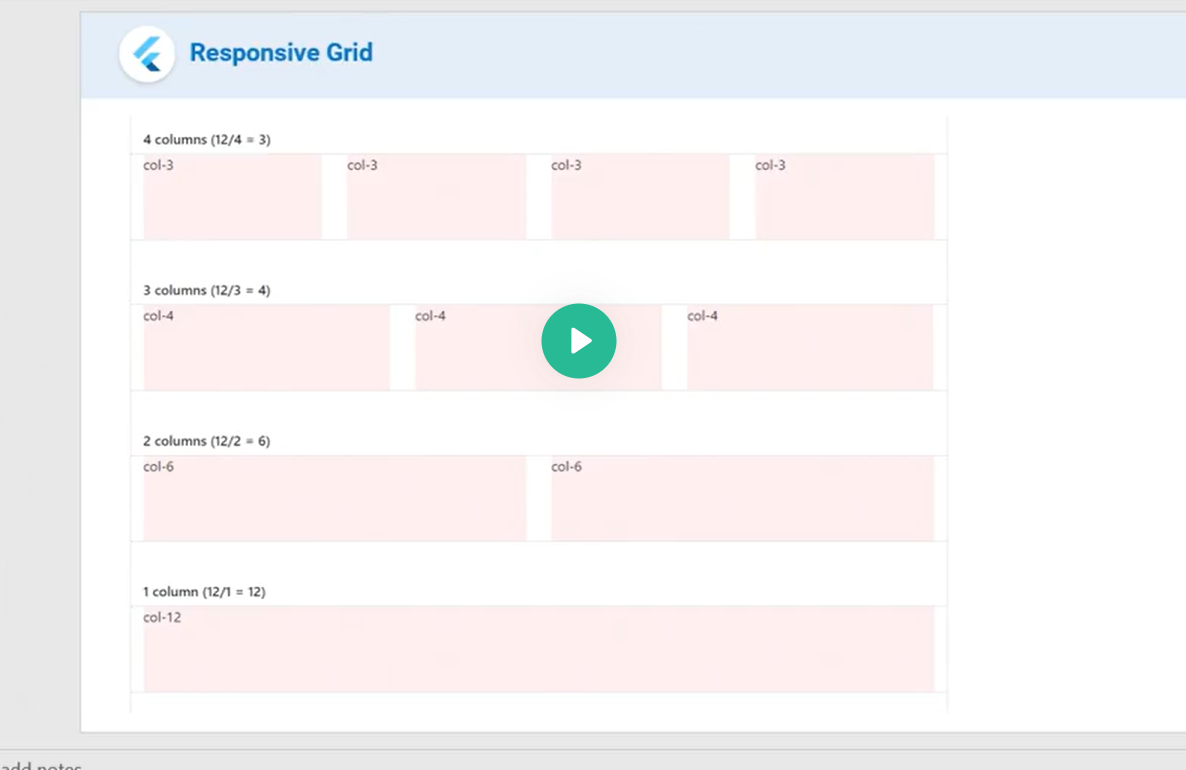 Responsive Grid
4 columns (12/4 = 3)
col-3 col-3 col-3 col-3
3 columns (12/3 = 4)
col-4 col-4 col-4
2 columns (12/2 = 6)
col-6 col-6
1 column (12/1 = 12)
col-12
add notes